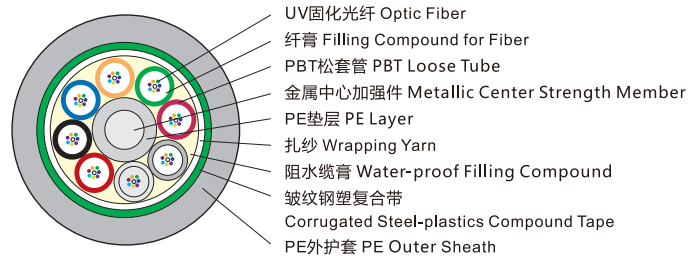 UV固化光纤 Optic Fiber
纤膏 Filling Compound for Fiber
PBT松套管 PBT Loose Tube
金属中心加强件 Metallic Center Strength Member
PE垫层 PE Layer
扎纱 Wrapping Yarn
阻水缆膏 Water-proof Filling Compound
皱纹钢塑复合带
Corrugated Steel-plastics Compound Tape
PE外护套 PE Outer Sheath